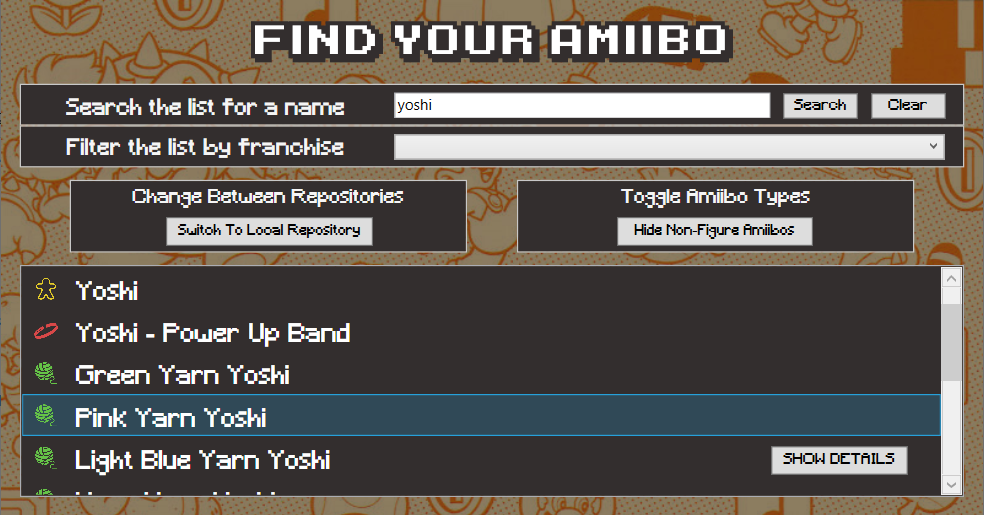 FIND YOUR AMIIBO
Search the list for a name yoshi Search Clear
Filter the list by franchise
Change Between Repositories
Switch To Local Repository
Toggle Amiibo Types
Hide Non-Figure Amiibos
Yoshi
Yoshi - Power Up Band
Green Yarn Yoshi
Pink Yarn Yoshi
Light Blue Yarn Yoshi SHOW DETAILS